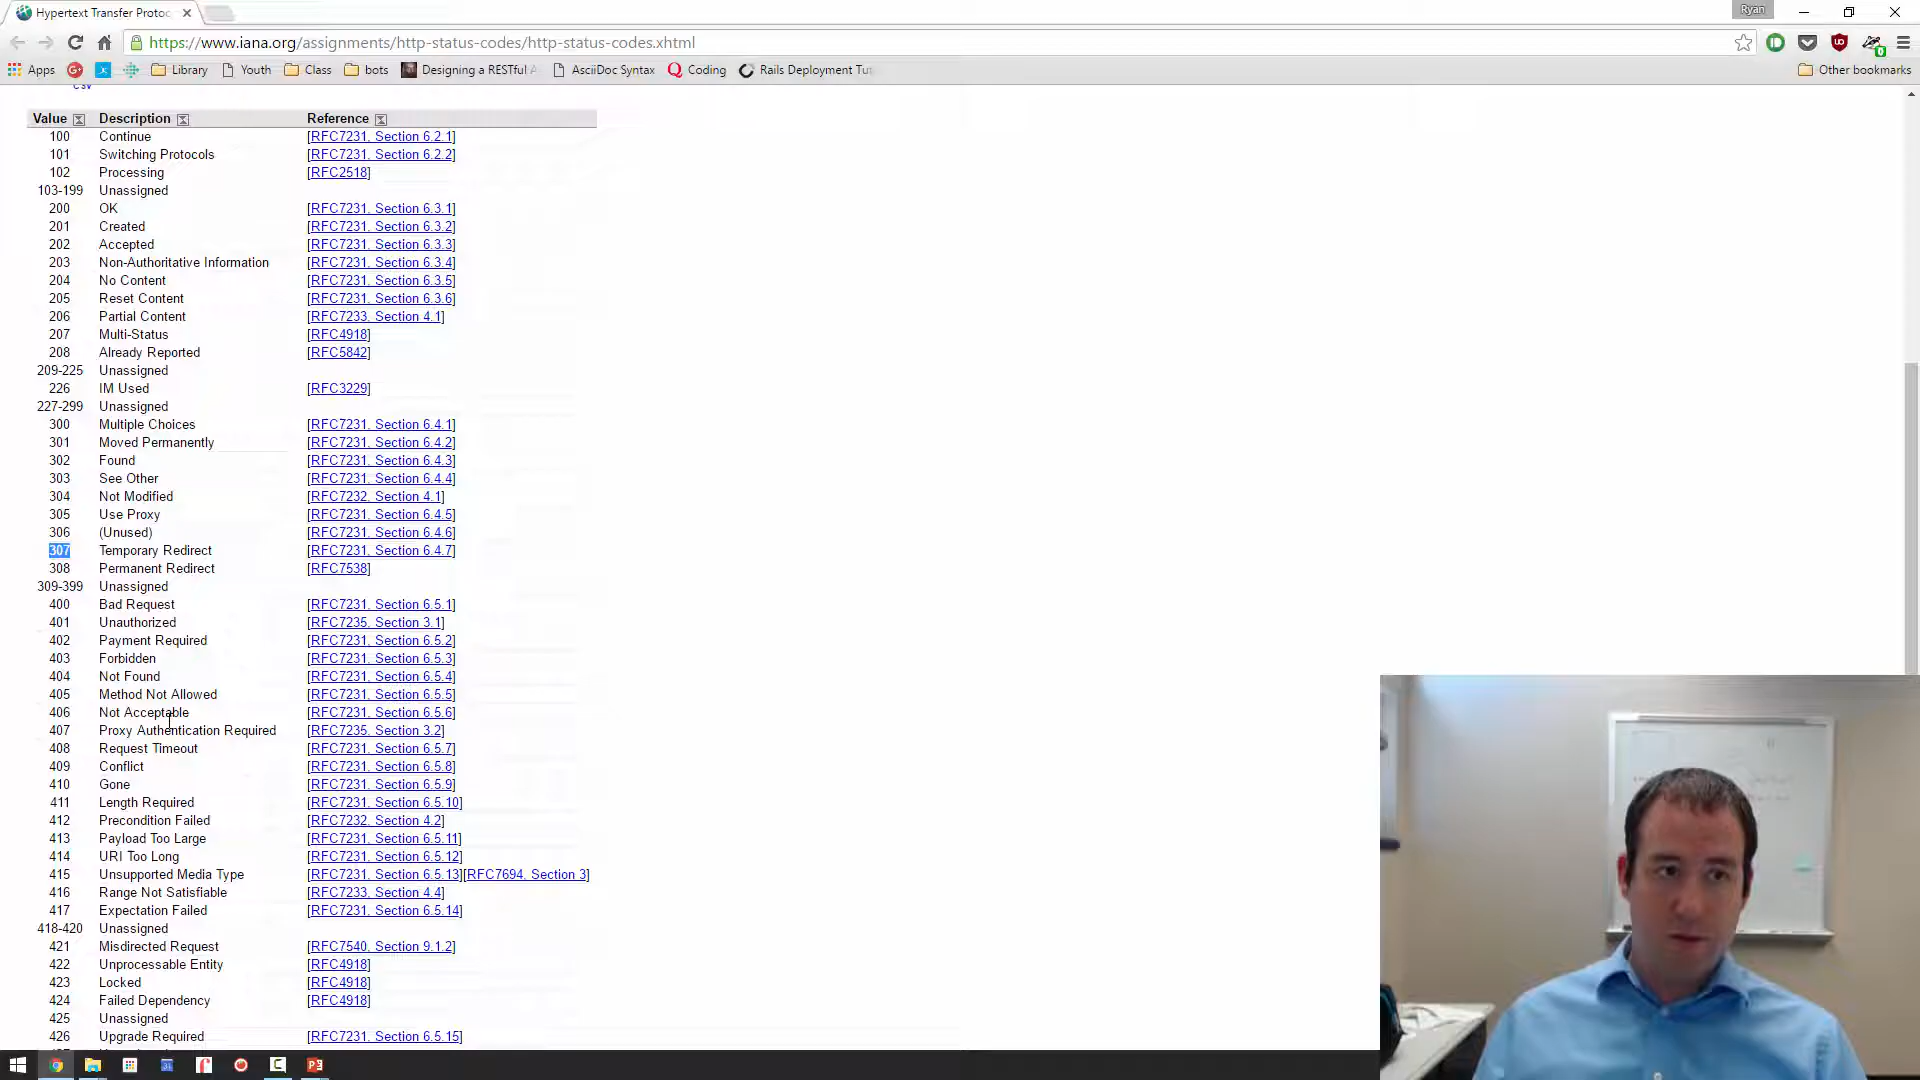 Hypertext Transfer Protoc
Ryan
https://www.iana.org/assignments/http-status-codes/http-status-codes.xhtml
Apps
Library
Youth
Class
bots
Designing a RESTful A
AsciiDoc Syntax
Coding
Rails Deployment Tut
Other bookmarks
CSV
Value Description Reference
100 Continue [RFC7231, Section 6.2.1]
101 Switching Protocols [RFC7231, Section 6.2.2]
102 Processing [RFC2518]
103-199 Unassigned
200 OK [RFC7231, Section 6.3.1]
201 Created [RFC7231, Section 6.3.2]
202 Accepted [RFC7231, Section 6.3.3]
203 Non-Authoritative Information [RFC7231, Section 6.3.4]
204 No Content [RFC7231, Section 6.3.5]
205 Reset Content [RFC7231, Section 6.3.6]
206 Partial Content [RFC7233, Section 4.1]
207 Multi-Status [RFC4918]
208 Already Reported [RFC5842]
209-225 Unassigned
226 IM Used [RFC3229]
227-299 Unassigned
300 Multiple Choices [RFC7231, Section 6.4.1]
301 Moved Permanently [RFC7231, Section 6.4.2]
302 Found [RFC7231, Section 6.4.3]
303 See Other [RFC7231, Section 6.4.4]
304 Not Modified [RFC7232, Section 4.1]
305 Use Proxy [RFC7231, Section 6.4.5]
306 (Unused) [RFC7231, Section 6.4.6]
307 Temporary Redirect [RFC7231, Section 6.4.7]
308 Permanent Redirect [RFC7538]
309-399 Unassigned
400 Bad Request [RFC7231, Section 6.5.1]
401 Unauthorized [RFC7235, Section 3.1]
402 Payment Required [RFC7231, Section 6.5.2]
403 Forbidden [RFC7231, Section 6.5.3]
404 Not Found [RFC7231, Section 6.5.4]
405 Method Not Allowed [RFC7231, Section 6.5.5]
406 Not Acceptable [RFC7231, Section 6.5.6]
407 Proxy Authentication Required [RFC7235, Section 3.2]
408 Request Timeout [RFC7231, Section 6.5.7]
409 Conflict [RFC7231, Section 6.5.8]
410 Gone [RFC7231, Section 6.5.9]
411 Length Required [RFC7231, Section 6.5.10]
412 Precondition Failed [RFC7232, Section 4.2]
413 Payload Too Large [RFC7231, Section 6.5.11]
414 URI Too Long [RFC7231, Section 6.5.12]
415 Unsupported Media Type [RFC7231, Section 6.5.13][RFC7694, Section 3]
416 Range Not Satisfiable [RFC7233, Section 4.4]
417 Expectation Failed [RFC7231, Section 6.5.14]
418-420 Unassigned
421 Misdirected Request [RFC7540, Section 9.1.2]
422 Unprocessable Entity [RFC4918]
423 Locked [RFC4918]
424 Failed Dependency [RFC4918]
425 Unassigned
426 Upgrade Required [RFC7231, Section 6.5.15]